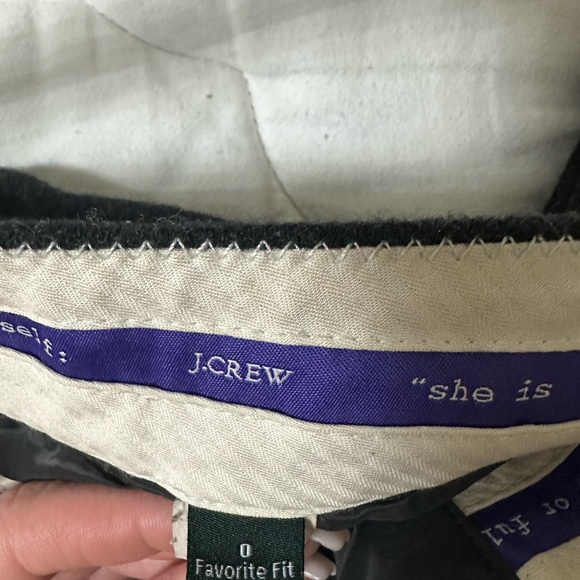 self:
J.CREW
"she is
0
Favorite Fit